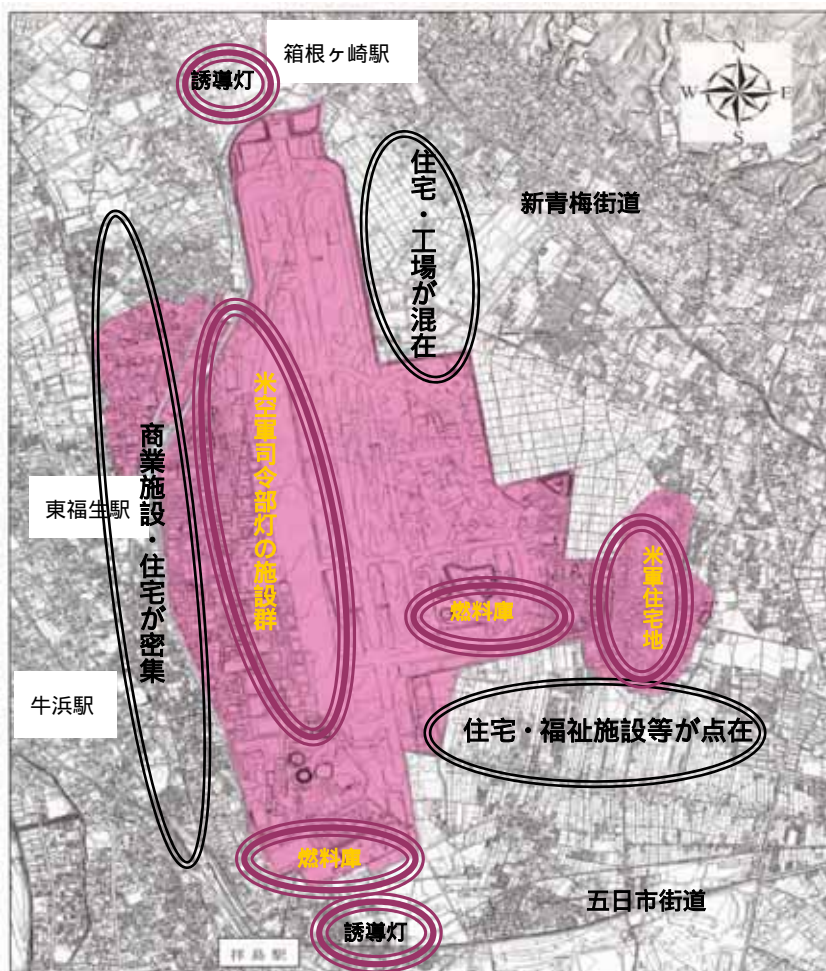 箱根ヶ崎駅
誘導灯
N
W
E
S
住宅・工場が混在
新青梅街道
米空軍司令部灯の施設群
商業施設・住宅が密集
東福生駅
米軍住宅地
燃料庫
牛浜駅
住宅・福祉施設等が点在
燃料庫
五日市街道
誘導灯
拝島駅